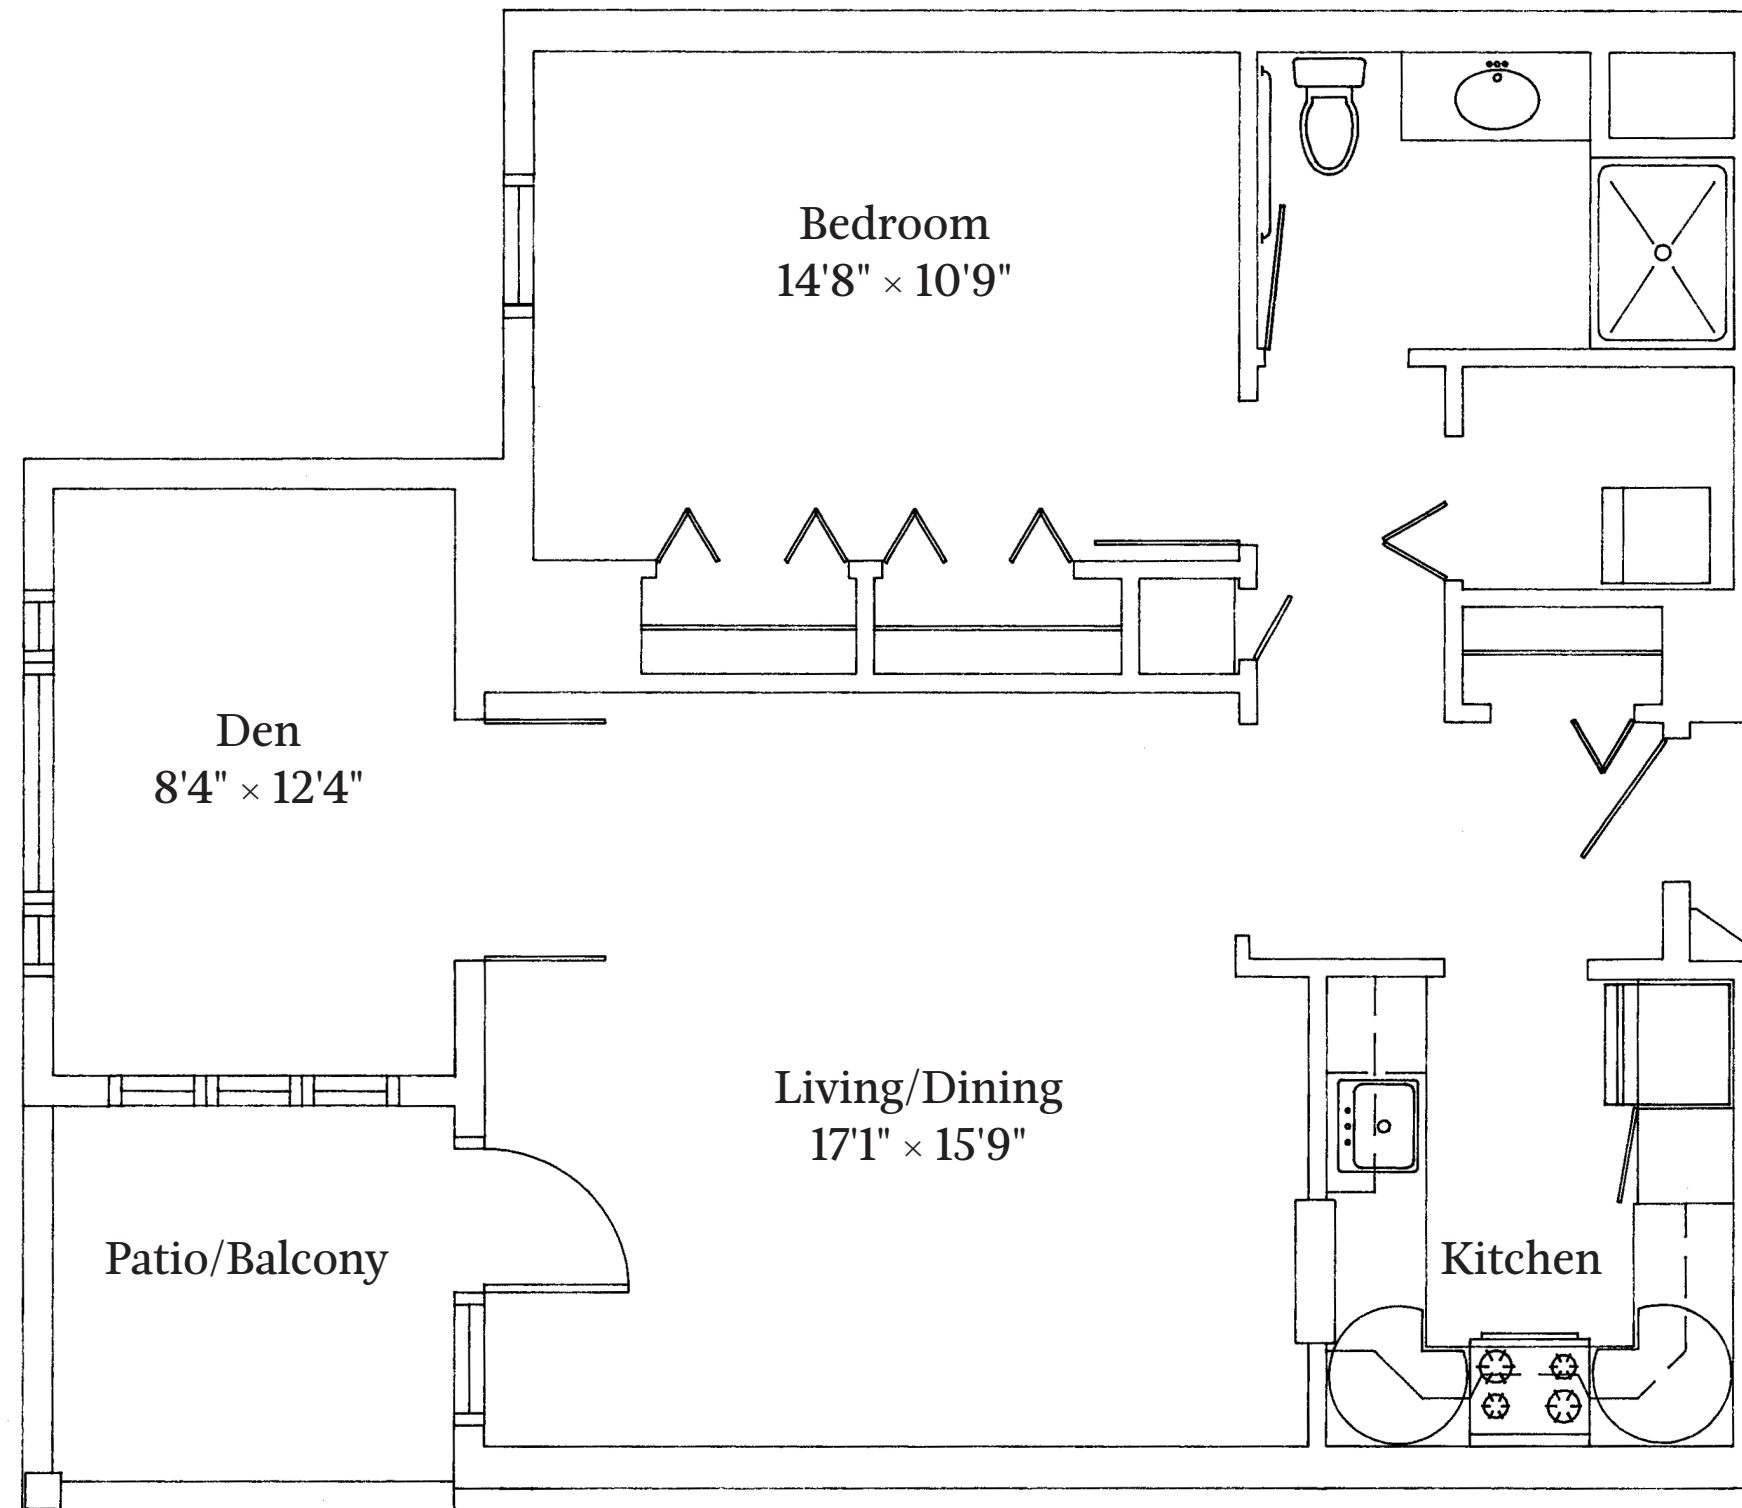 Bedroom
14'8" × 10'9"
Den
8'4" × 12'4"
Living/Dining
17'1" × 15'9"
Patio/Balcony
Kitchen